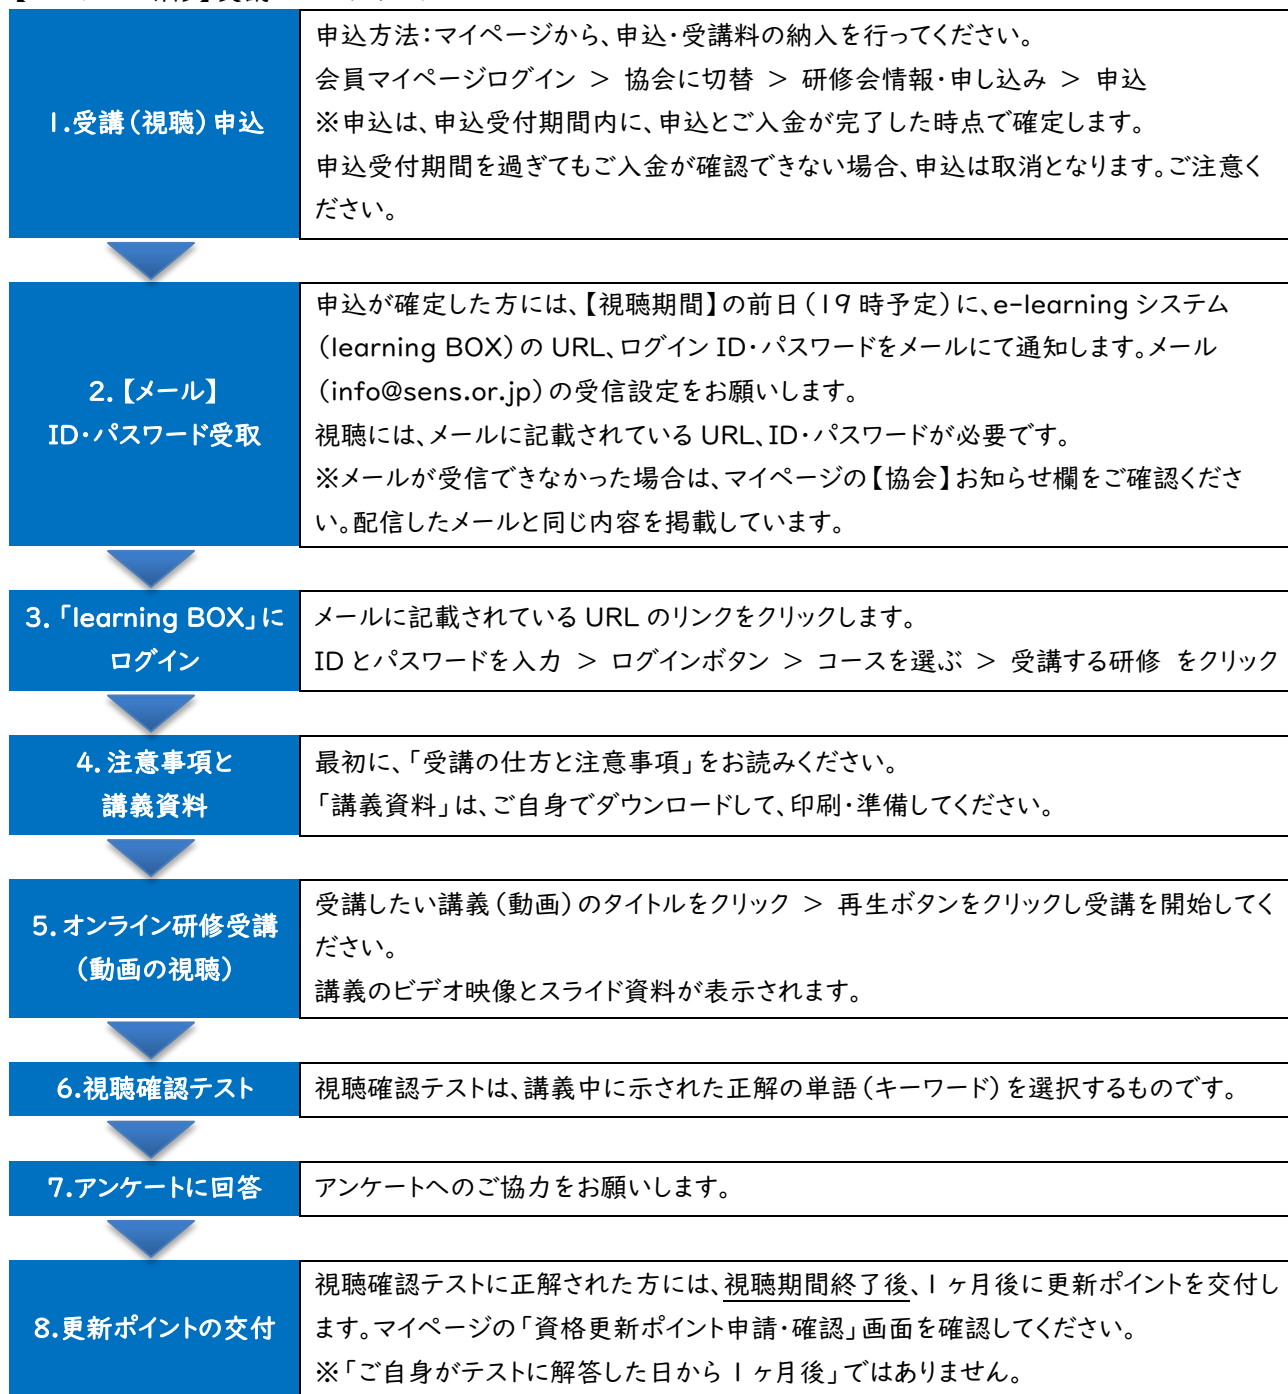 1.受講(視聴)申込
申込方法:マイページから、申込・受講料の納入を行ってください。
会員マイページログイン > 協会に切替 > 研修会情報・申し込み > 申込
※申込は、申込受付期間内に、申込とご入金が完了した時点で確定します。
申込受付期間を過ぎてもご入金が確認できない場合、申込は取消となります。ご注意く
ださい。
2.【メール】
ID・パスワード受取
申込が確定した方には、【視聴期間】の前日(19時予定)に、e-learning システム
(learning BOX)の URL、ログイン ID・パスワードをメールにて通知します。メール
(info@sens.or.jp)の受信設定をお願いします。
視聴には、メールに記載されている URL、ID・パスワードが必要です。
※メールが受信できなかった場合は、マイページの【協会】お知らせ欄をご確認くださ
い。配信したメールと同じ内容を掲載しています。
3.「learning BOX」に
ログイン
メールに記載されている URL のリンクをクリックします。
ID とパスワードを入力 > ログインボタン > コースを選ぶ > 受講する研修 をクリック
4.注意事項と
講義資料
最初に、「受講の仕方と注意事項」をお読みください。
「講義資料」は、ご自身でダウンロードして、印刷・準備してください。
5.オンライン研修受講
(動画の視聴)
受講したい講義(動画)のタイトルをクリック > 再生ボタンをクリックし受講を開始してく
ださい。
講義のビデオ映像とスライド資料が表示されます。
6.視聴確認テスト
視聴確認テストは、講義中に示された正解の単語(キーワード)を選択するものです。
7.アンケートに回答
アンケートへのご協力をお願いします。
8.更新ポイントの交付
視聴確認テストに正解された方には、視聴期間終了後、1ヶ月後に更新ポイントを交付し
ます。マイページの「資格更新ポイント申請・確認」画面を確認してください。
※「ご自身がテストに解答した日から1ヶ月後」ではありません。